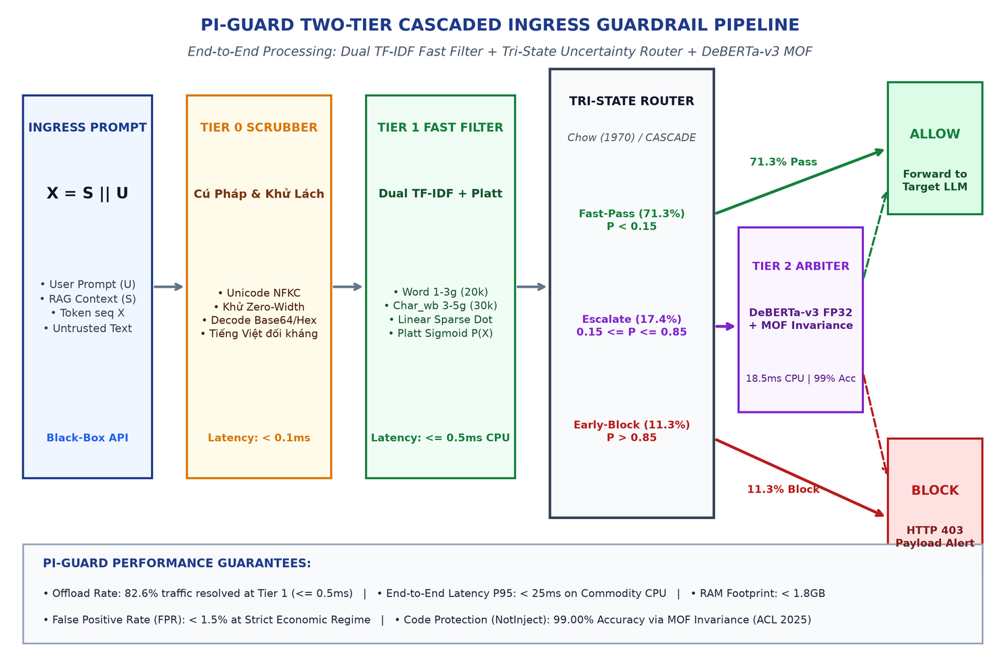 PI-GUARD TWO-TIER CASCADED INGRESS GUARDRAIL PIPELINE
End-to-End Processing: Dual TF-IDF Fast Filter + Tri-State Uncertainty Router + DeBERTa-v3 MOF
INGRESS PROMPT
X = S || U
• User Prompt (U)
• RAG Context (S)
• Token seq X
• Untrusted Text
Black-Box API
TIER 0 SCRUBBER
Cú Pháp & Khử Lách
• Unicode NFKC
• Khử Zero-Width
• Decode Base64/Hex
• Tiếng Việt đối kháng
Latency: < 0.1ms
TIER 1 FAST FILTER
Dual TF-IDF + Platt
• Word 1-3g (20k)
• Char_wb 3-5g (30k)
• Linear Sparse Dot
• Platt Sigmoid P(X)
Latency: <= 0.5ms CPU
TRI-STATE ROUTER
Chow (1970) / CASCADE
Fast-Pass (71.3%)
P < 0.15
Escalate (17.4%)
0.15 <= P <= 0.85
Early-Block (11.3%)
P > 0.85
71.3% Pass
11.3% Block
TIER 2 ARBITER
DeBERTa-v3 FP32
+ MOF Invariance
18.5ms CPU | 99% Acc
ALLOW
Forward to
Target LLM
BLOCK
HTTP 403
Payload Alert
PI-GUARD PERFORMANCE GUARANTEES:
• Offload Rate: 82.6% traffic resolved at Tier 1 (<= 0.5ms)   |   • End-to-End Latency P95: < 25ms on Commodity CPU   |   • RAM Footprint: < 1.8GB
• False Positive Rate (FPR): < 1.5% at Strict Economic Regime   |   • Code Protection (NotInject): 99.00% Accuracy via MOF Invariance (ACL 2025)